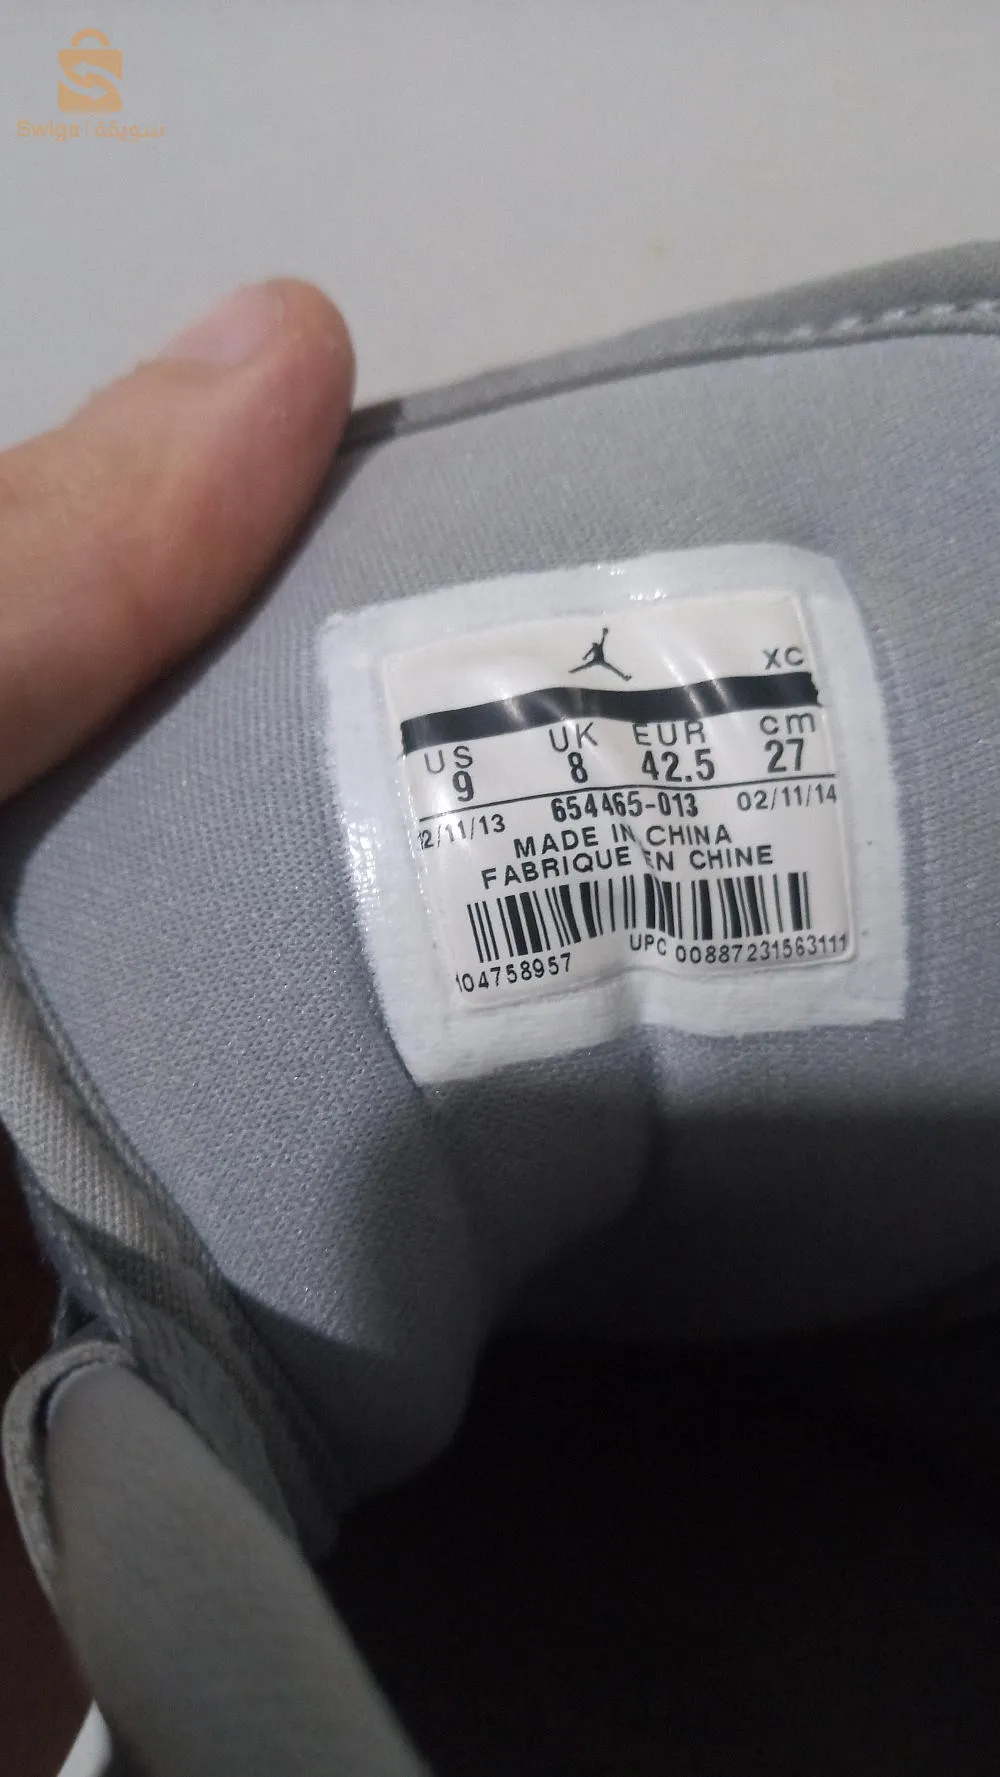 Swiga | سويقة
XC
US UK EUR cm
9 8 42.5 27
12/11/13 654465-013 02/11/14
MADE IN CHINA
FABRIQUE EN CHINE
104758957 UPC 00887231563111